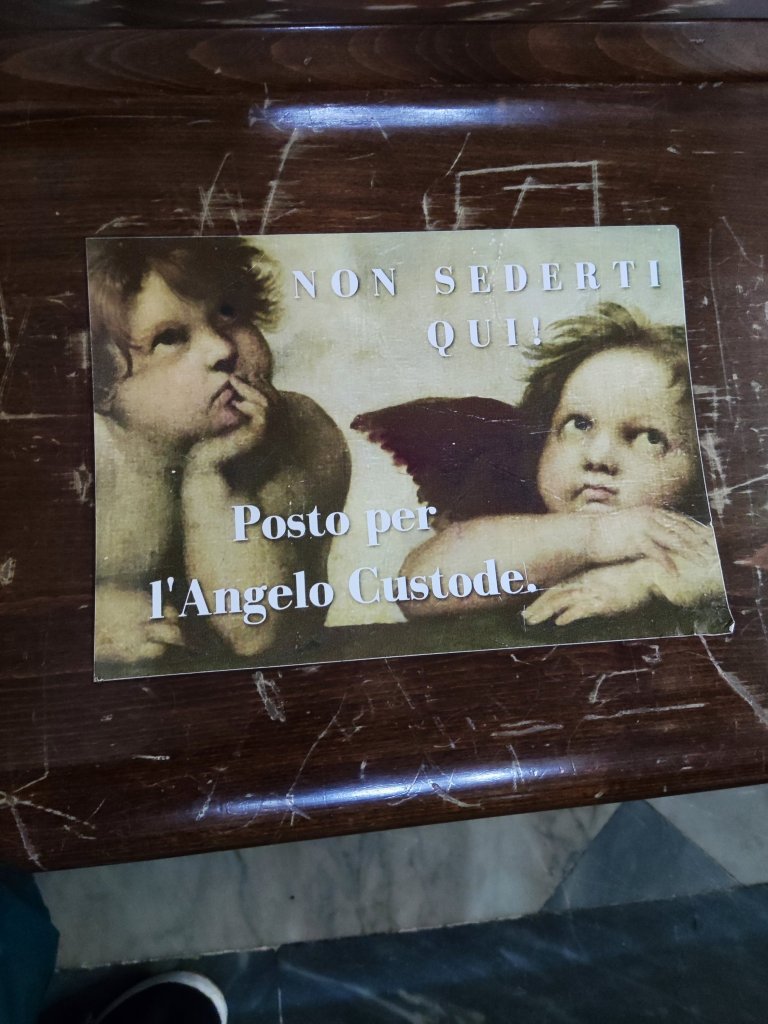 NON SEDERTI
QUI!
Posto per
l'Angelo Custode.